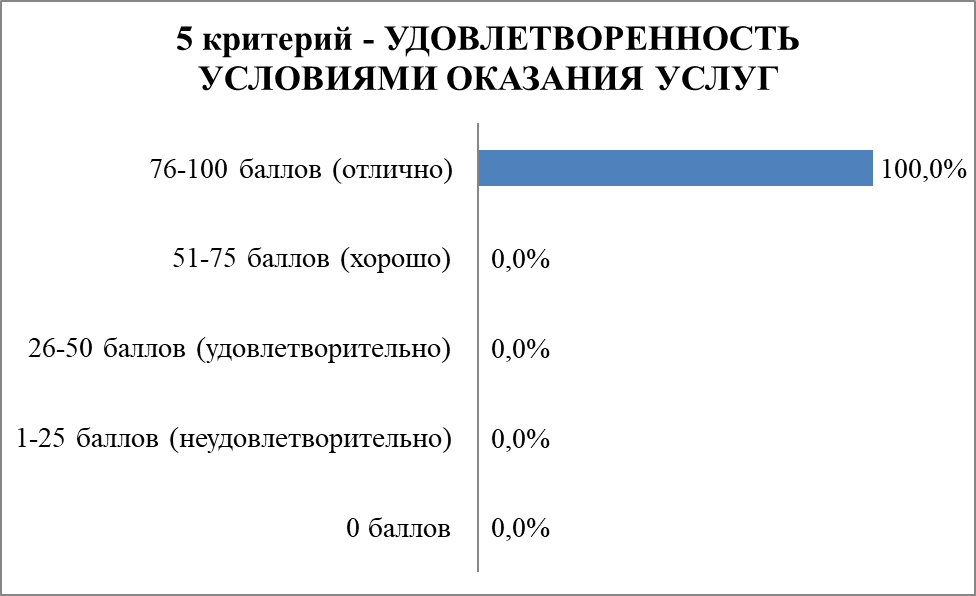 5 критерий - УДОВЛЕТВОРЕННОСТЬ
УСЛОВИЯМИ ОКАЗАНИЯ УСЛУГ
76-100 баллов (отлично) 100,0%
51-75 баллов (хорошо) 0,0%
26-50 баллов (удовлетворительно) 0,0%
1-25 баллов (неудовлетворительно) 0,0%
0 баллов 0,0%